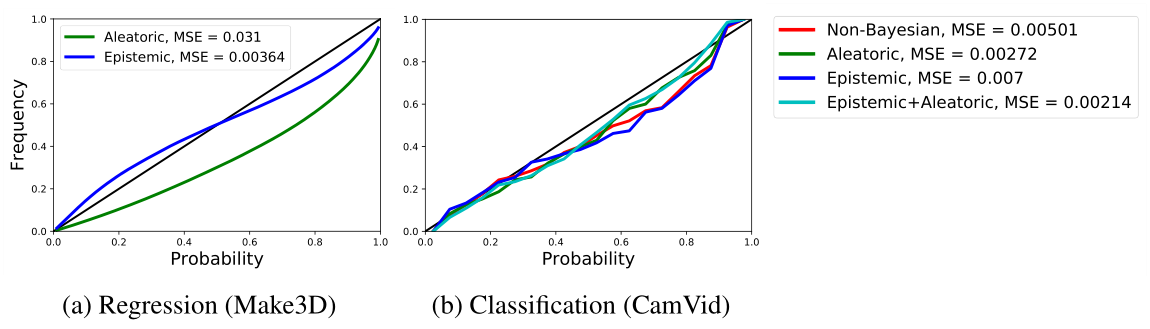 Aleatoric, MSE = 0.031
Epistemic, MSE = 0.00364
Frequency
1.0
0.8
0.6
0.4
0.2
0.0
0.0 0.2 0.4 0.6 0.8 1.0
Probability
(a) Regression (Make3D)
1.0
0.8
0.6
0.4
0.2
0.0
0.0 0.2 0.4 0.6 0.8 1.0
Probability
(b) Classification (CamVid)
Non-Bayesian, MSE = 0.00501
Aleatoric, MSE = 0.00272
Epistemic, MSE = 0.007
Epistemic+Aleatoric, MSE = 0.00214